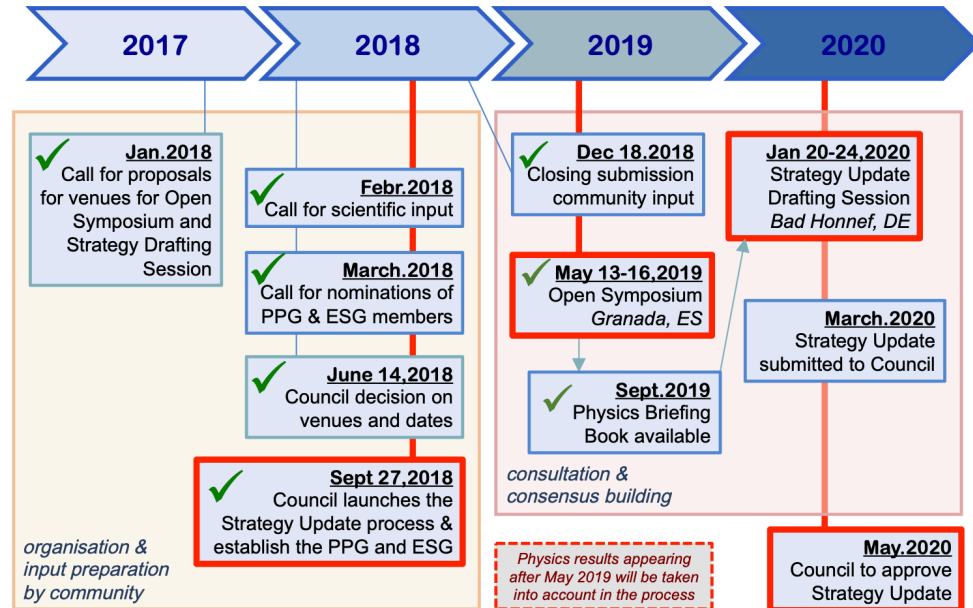 2017
2018
2019
2020
Jan.2018
Call for proposals
for venues for Open
Symposium and
Strategy Drafting
Session
Febr.2018
Call for scientific input
March.2018
Call for nominations of
PPG & ESG members
June 14,2018
Council decision on
venues and dates
Sept 27,2018
Council launches the
Strategy Update process &
establish the PPG and ESG
organisation &
input preparation
by community
Dec 18.2018
Closing submission
community input
May 13-16,2019
Open Symposium
Granada, ES
Sept.2019
Physics Briefing
Book available
consultation &
consensus building
Physics results appearing
after May 2019 will be taken
into account in the process
Jan 20-24,2020
Strategy Update
Drafting Session
Bad Honnef, DE
March.2020
Strategy Update
submitted to Council
May.2020
Council to approve
Strategy Update